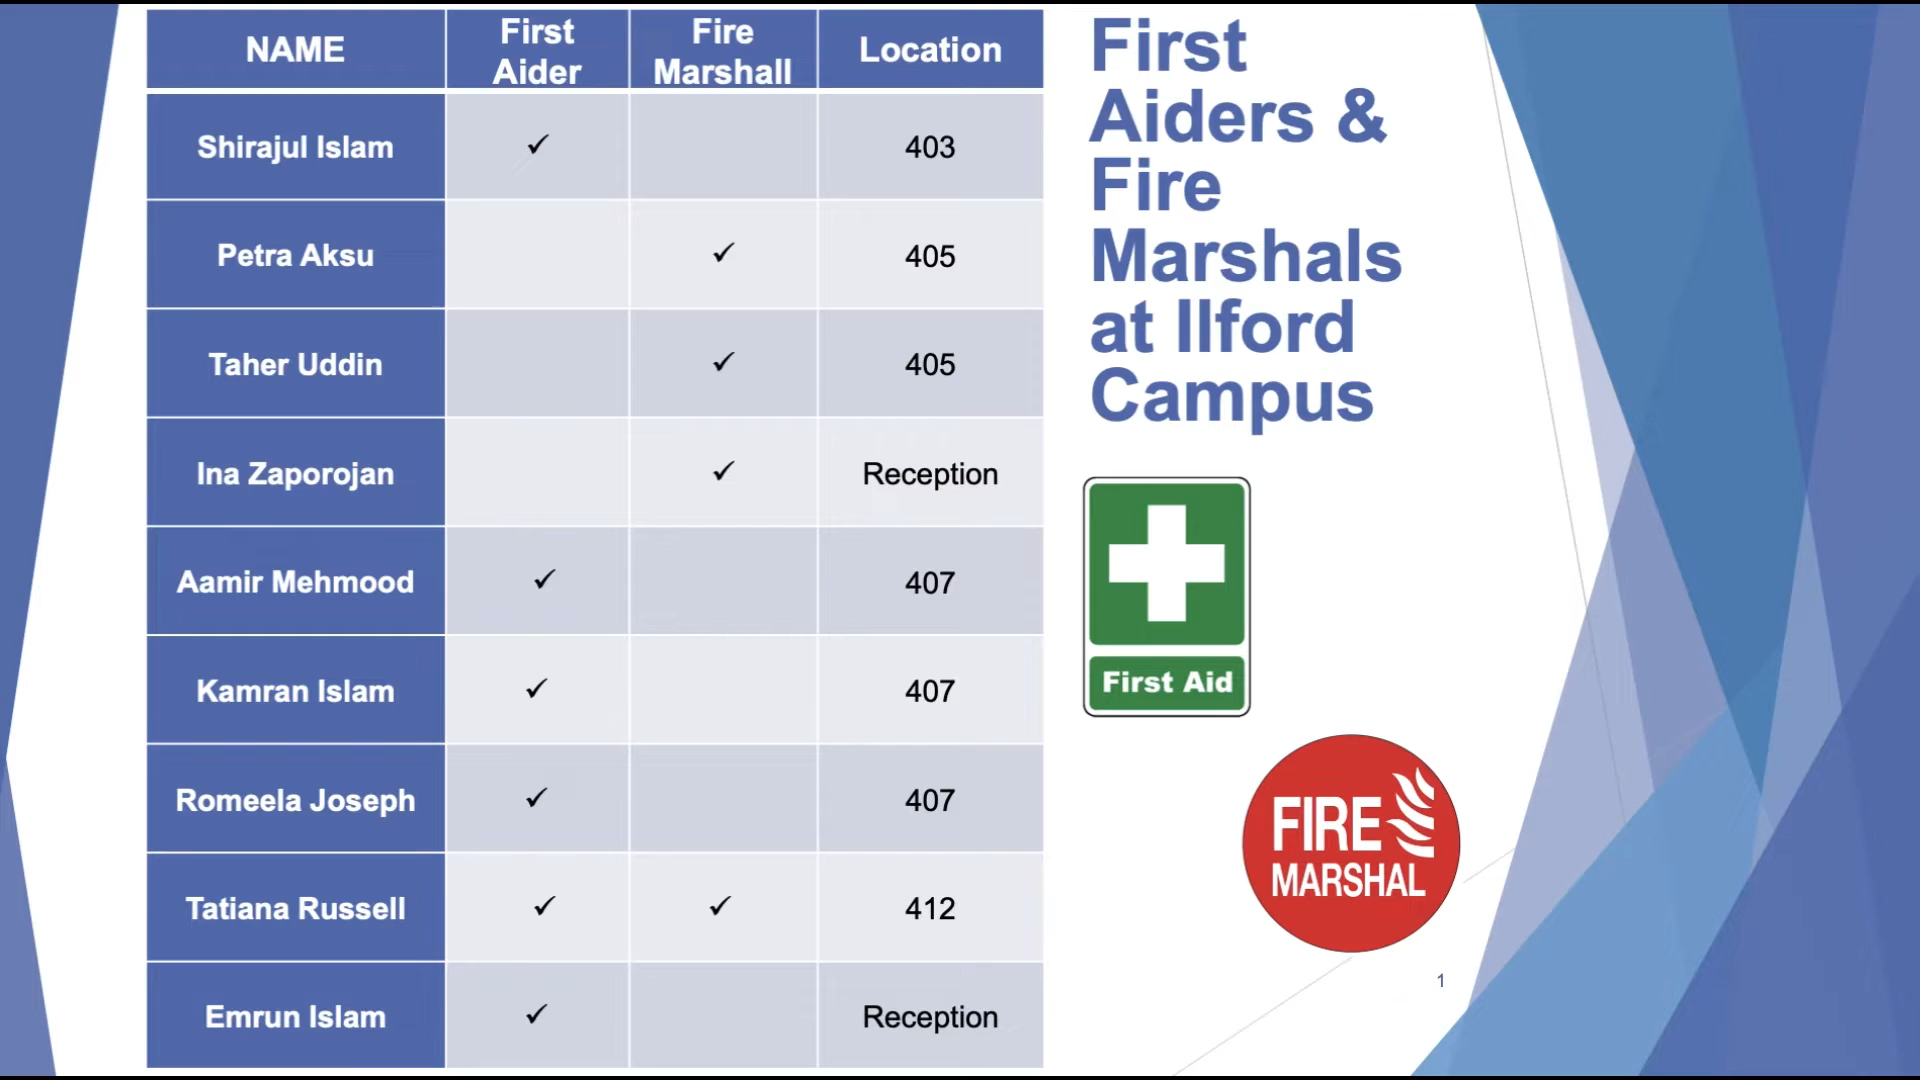 NAME First Aider Fire Marshall Location
Shirajul Islam ✓ 403
Petra Aksu ✓ 405
Taher Uddin ✓ 405
Ina Zaporojan ✓ Reception
Aamir Mehmood ✓ 407
Kamran Islam ✓ 407
Romeela Joseph ✓ 407
Tatiana Russell ✓ ✓ 412
Emrun Islam ✓ Reception
First
Aiders &
Fire
Marshals
at Ilford
Campus
First Aid
FIRE
MARSHAL
1